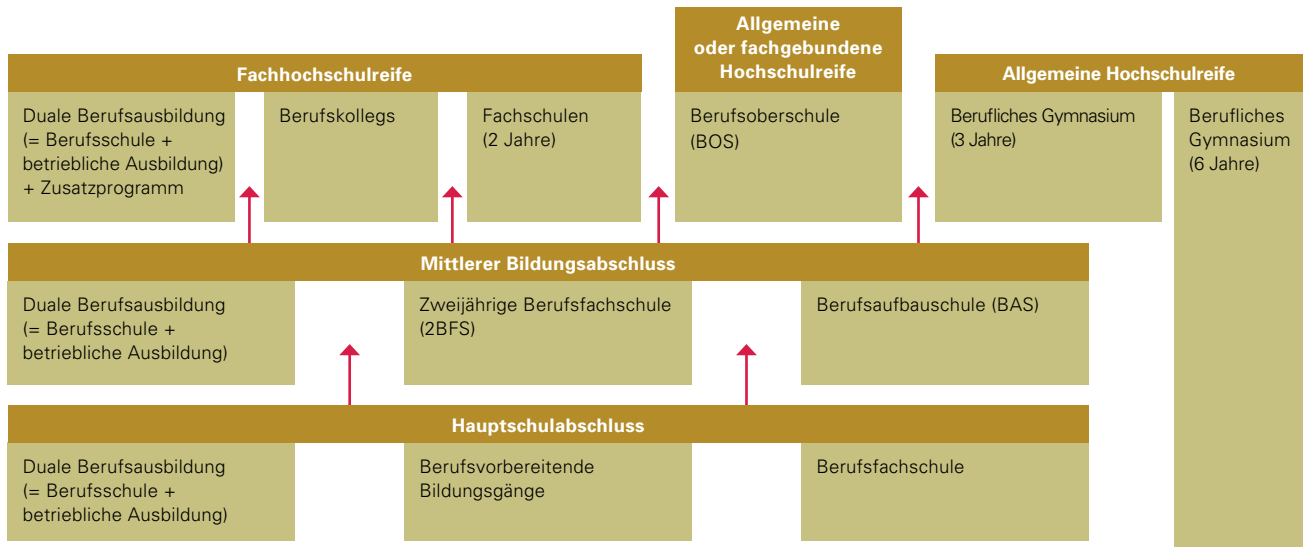 Allgemeine
oder fachgebundene
Hochschulreife
Fachhochschulreife
Allgemeine Hochschulreife
Duale Berufsausbildung
(= Berufsschule +
betriebliche Ausbildung)
+ Zusatzprogramm
Berufskollegs
Fachschulen
(2 Jahre)
Berufsoberschule
(BOS)
Berufliches Gymnasium
(3 Jahre)
Berufliches
Gymnasium
(6 Jahre)
Mittlerer Bildungsabschluss
Duale Berufsausbildung
(= Berufsschule +
betriebliche Ausbildung)
Zweijährige Berufsfachschule
(2BFS)
Berufsaufbauschule (BAS)
Hauptschulabschluss
Duale Berufsausbildung
(= Berufsschule +
betriebliche Ausbildung)
Berufsvorbereitende
Bildungsgänge
Berufsfachschule